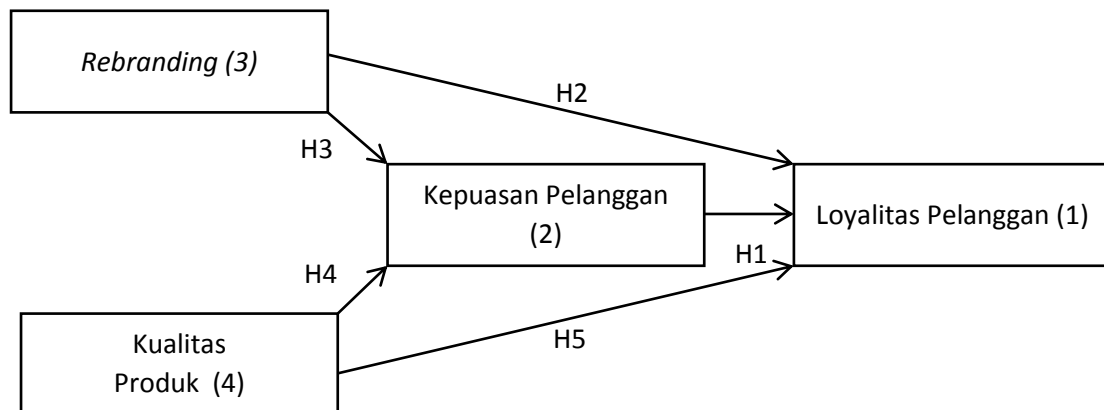 Rebranding (3)
H2
H3
Kepuasan Pelanggan
(2)
Loyalitas Pelanggan (1)
H1
H4
H5
Kualitas
Produk (4)